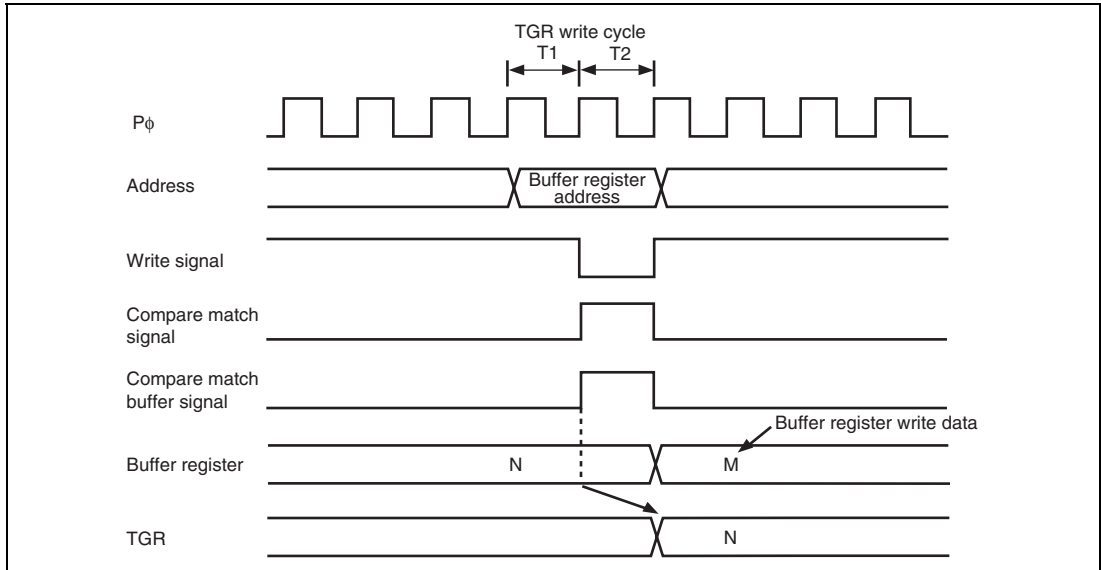 TGR write cycle
T1 T2
Pϕ
Address
Buffer register
address
Write signal
Compare match
signal
Compare match
buffer signal
Buffer register write data
Buffer register N M
TGR N